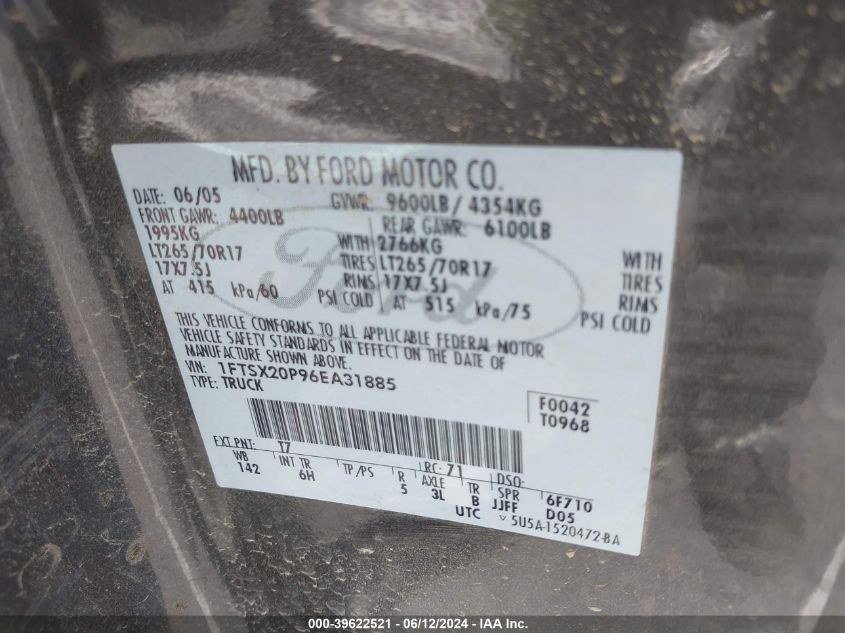 MFD. BY FORD MOTOR CO.
DATE: 06/05 GVWR: 9600LB / 4354KG
FRONT GAWR: 4400LB REAR GAWR: 6100LB
1995KG WITH 2766KG WITH
LT265/70R17 TIRES LT265/70R17 TIRES
17X7.5J RIMS 17X7.5J RIMS
AT 415 kPa/60 PSI COLD AT 515 kPa/75 PSI COLD
Ford
THIS VEHICLE CONFORMS TO ALL APPLICABLE FEDERAL MOTOR
VEHICLE SAFETY STANDARDS IN EFFECT ON THE DATE OF
MANUFACTURE SHOWN ABOVE.
VIN: 1FTSX20P96EA31885
TYPE: TRUCK
F0042
T0968
EXT PNT: T7 RC: 71 DSO:
WB INT TR TP/PS R AXLE TR SPR 6F710
142 6H 5 3L B JJFF D05
UTC V 5U5A-1520472-BA
000-39622521 - 06/12/2024 - IAA Inc.